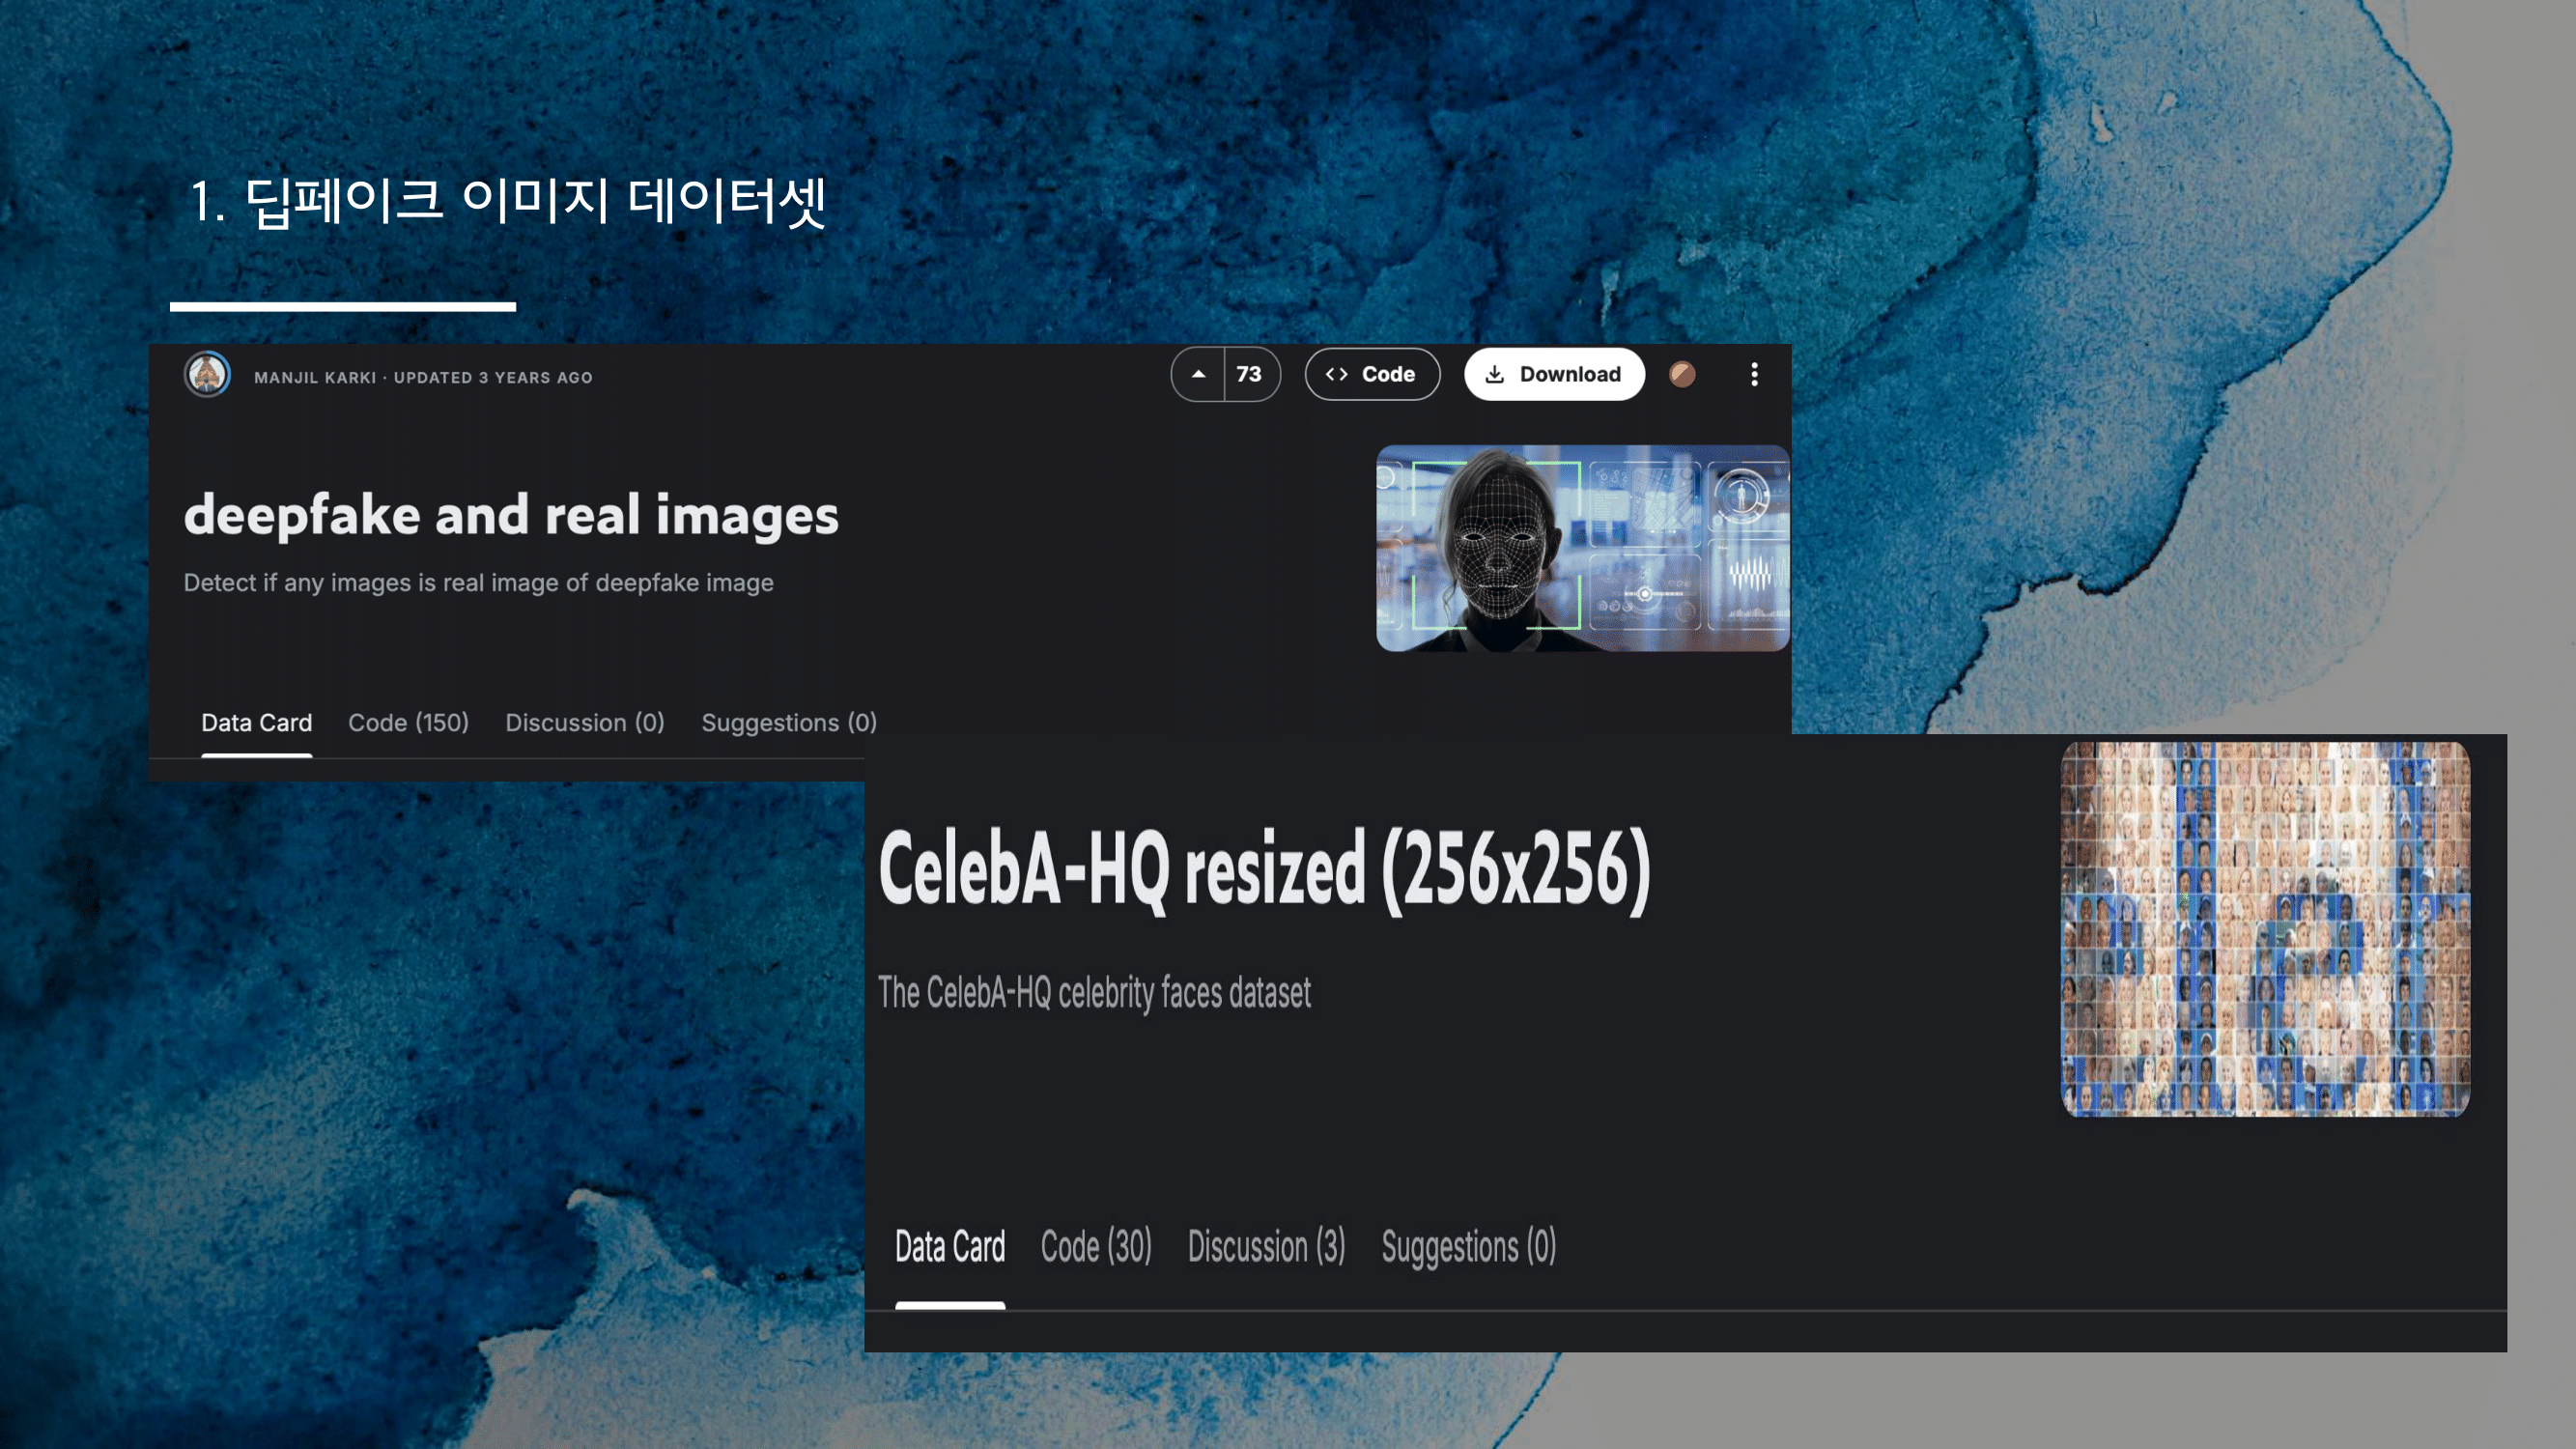 1. 딥페이크 이미지 데이터셋
MANJIL KARKI · UPDATED 3 YEARS AGO
73
Code
Download
deepfake and real images
Detect if any images is real image of deepfake image
Data Card Code (150) Discussion (0) Suggestions (0)
CelebA-HQ resized (256x256)
The CelebA-HQ celebrity faces dataset
Data Card Code (30) Discussion (3) Suggestions (0)